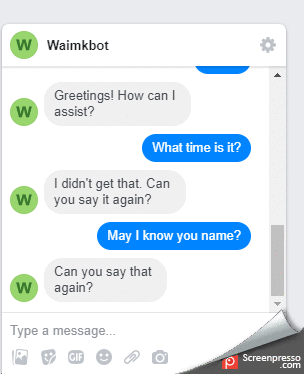 W
Waimkbot
Greetings! How can I
assist?
W
What time is it?
I didn't get that. Can
you say it again?
W
May I know you name?
Can you say that
again?
W
Type a message...
GIF
Screenpresso
.com